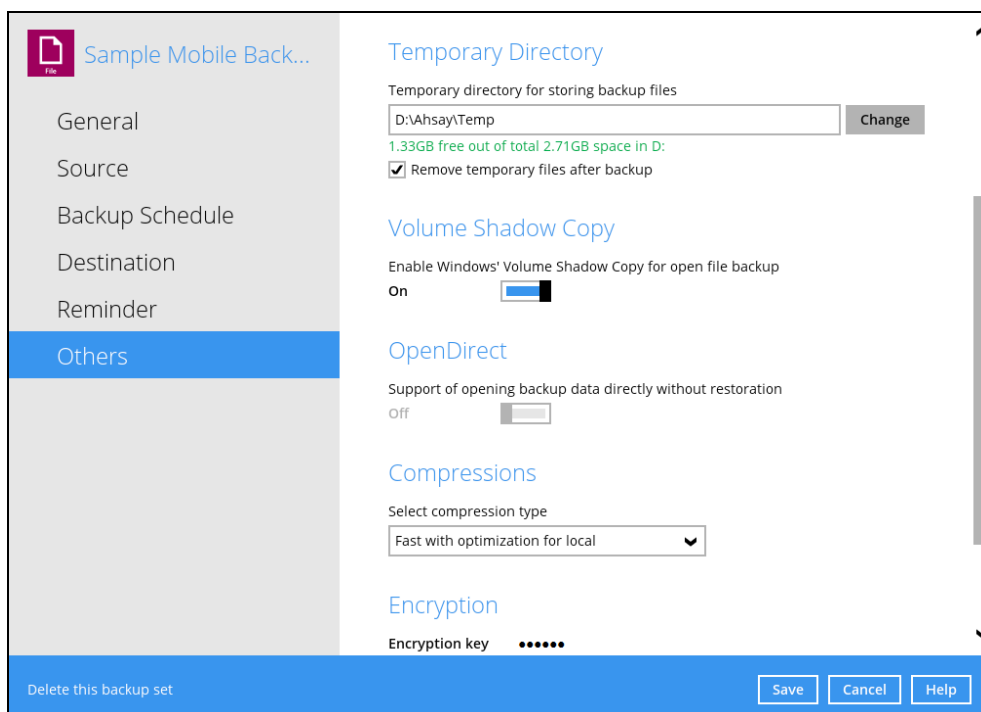 File
Sample Mobile Back...
General
Source
Backup Schedule
Destination
Reminder
Others
Temporary Directory
Temporary directory for storing backup files
D:\Ahsay\Temp
Change
1.33GB free out of total 2.71GB space in D:
Remove temporary files after backup
Volume Shadow Copy
Enable Windows' Volume Shadow Copy for open file backup
On
OpenDirect
Support of opening backup data directly without restoration
Off
Compressions
Select compression type
Fast with optimization for local
Encryption
Encryption key ••••••
Delete this backup set
Save
Cancel
Help